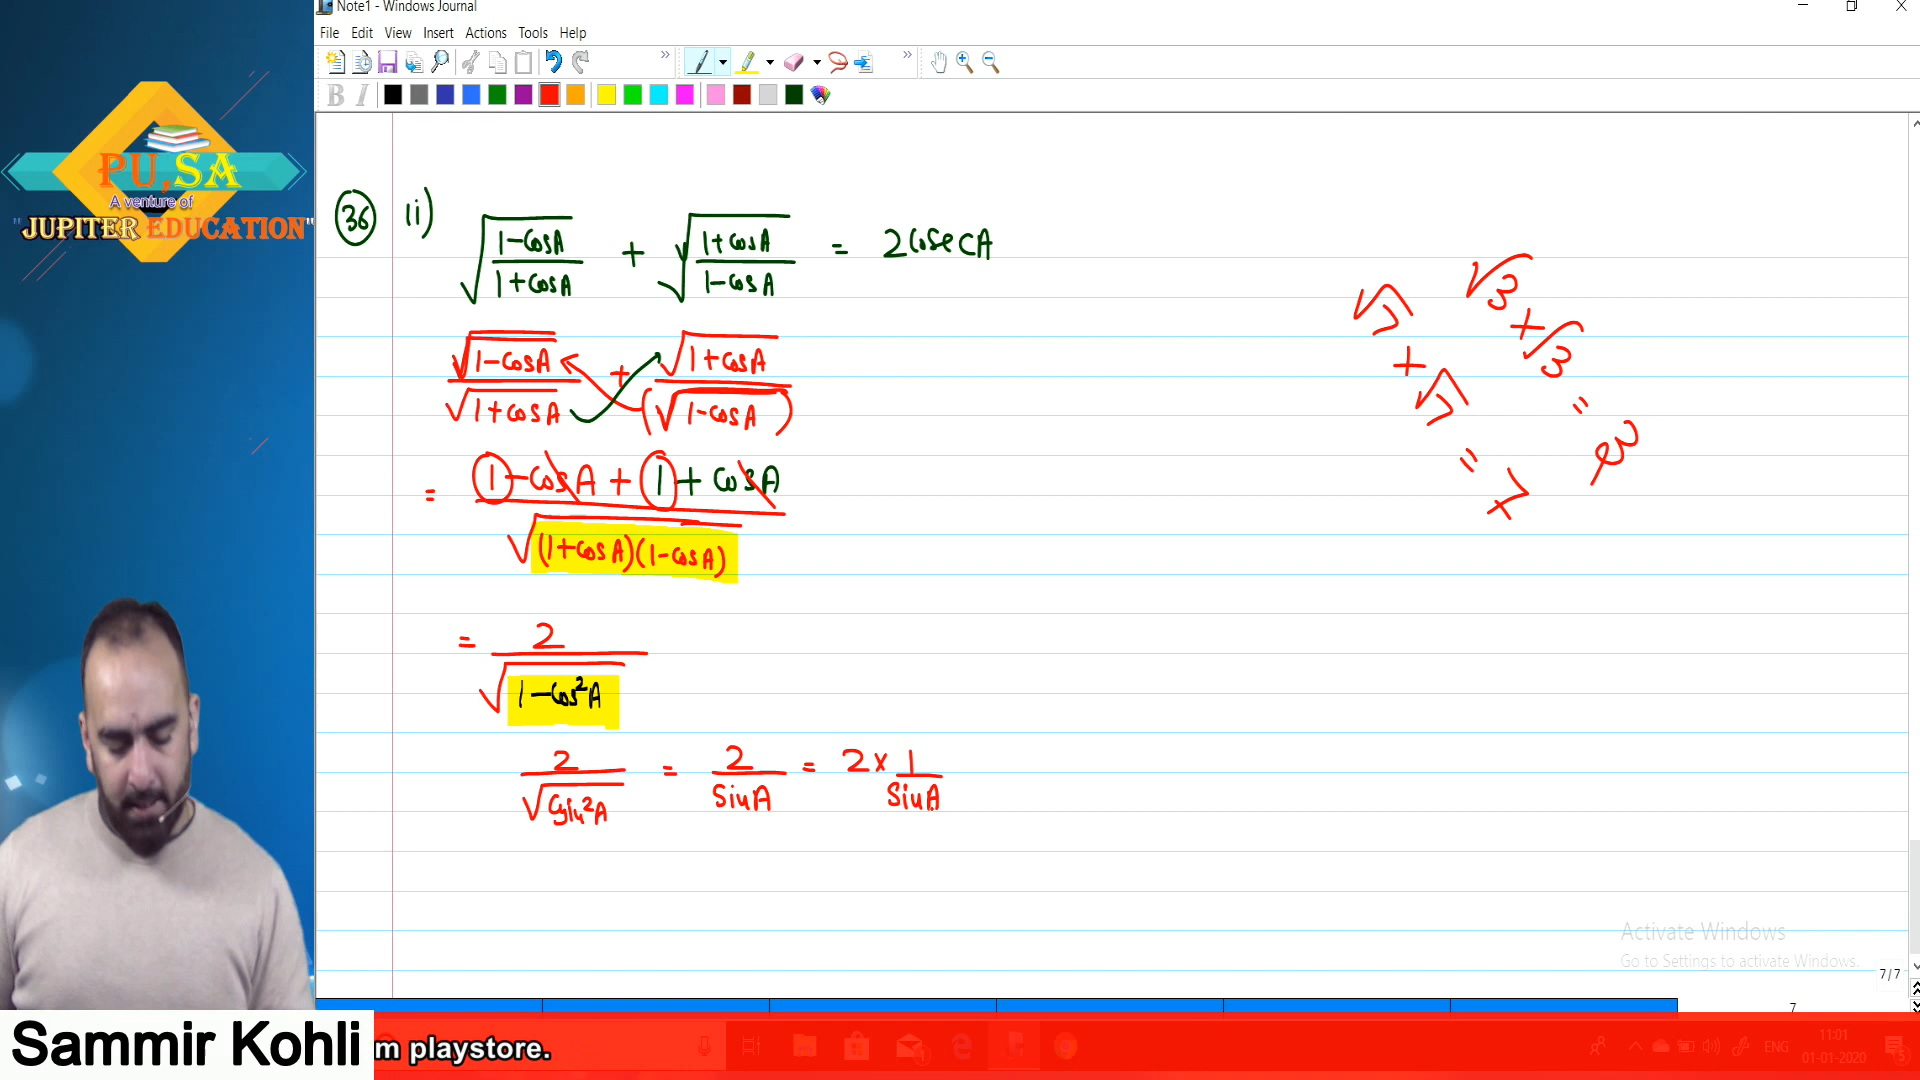 Note1 - Windows Journal
File Edit View Insert Actions Tools Help
B I
PU,SA
A venture of
"JUPITER EDUCATION"
36 ii) √(1-cosA/1+cosA) + √(1+cosA/1-cosA) = 2cosecA
√1-cosA/√1+cosA + √1+cosA/(√1-cosA)
= 1-cosA + 1+cosA/√(1+cosA)(1-cosA)
= 2/√1-cos²A
2/√sin²A = 2/sinA = 2×1/sinA
√7 + √7 = 7
√3 + √3 =
Activate Windows
Go to Settings to activate Windows.
7/7
7
Sammir Kohli
m playstore.
ENG
11:01
01-01-2020
5